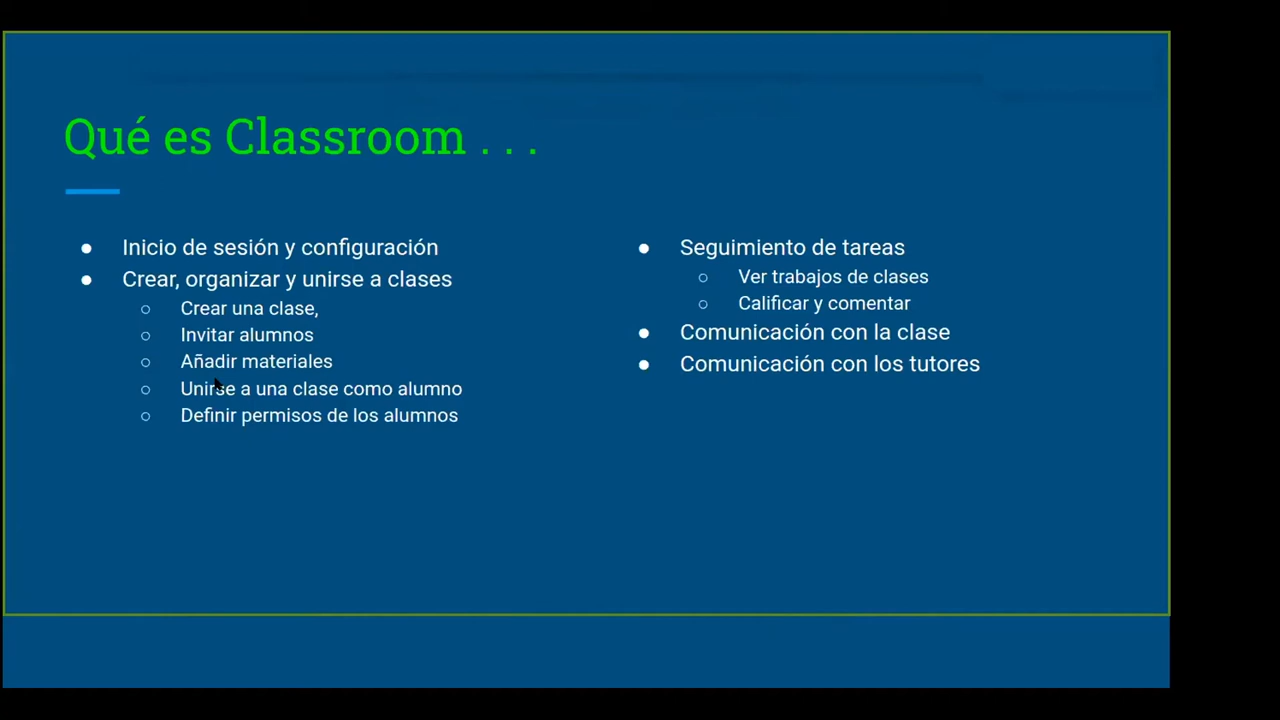 Qué es Classroom . . .
● Inicio de sesión y configuración
● Crear, organizar y unirse a clases
○ Crear una clase,
○ Invitar alumnos
○ Añadir materiales
○ Unirse a una clase como alumno
○ Definir permisos de los alumnos
● Seguimiento de tareas
○ Ver trabajos de clases
○ Calificar y comentar
● Comunicación con la clase
● Comunicación con los tutores